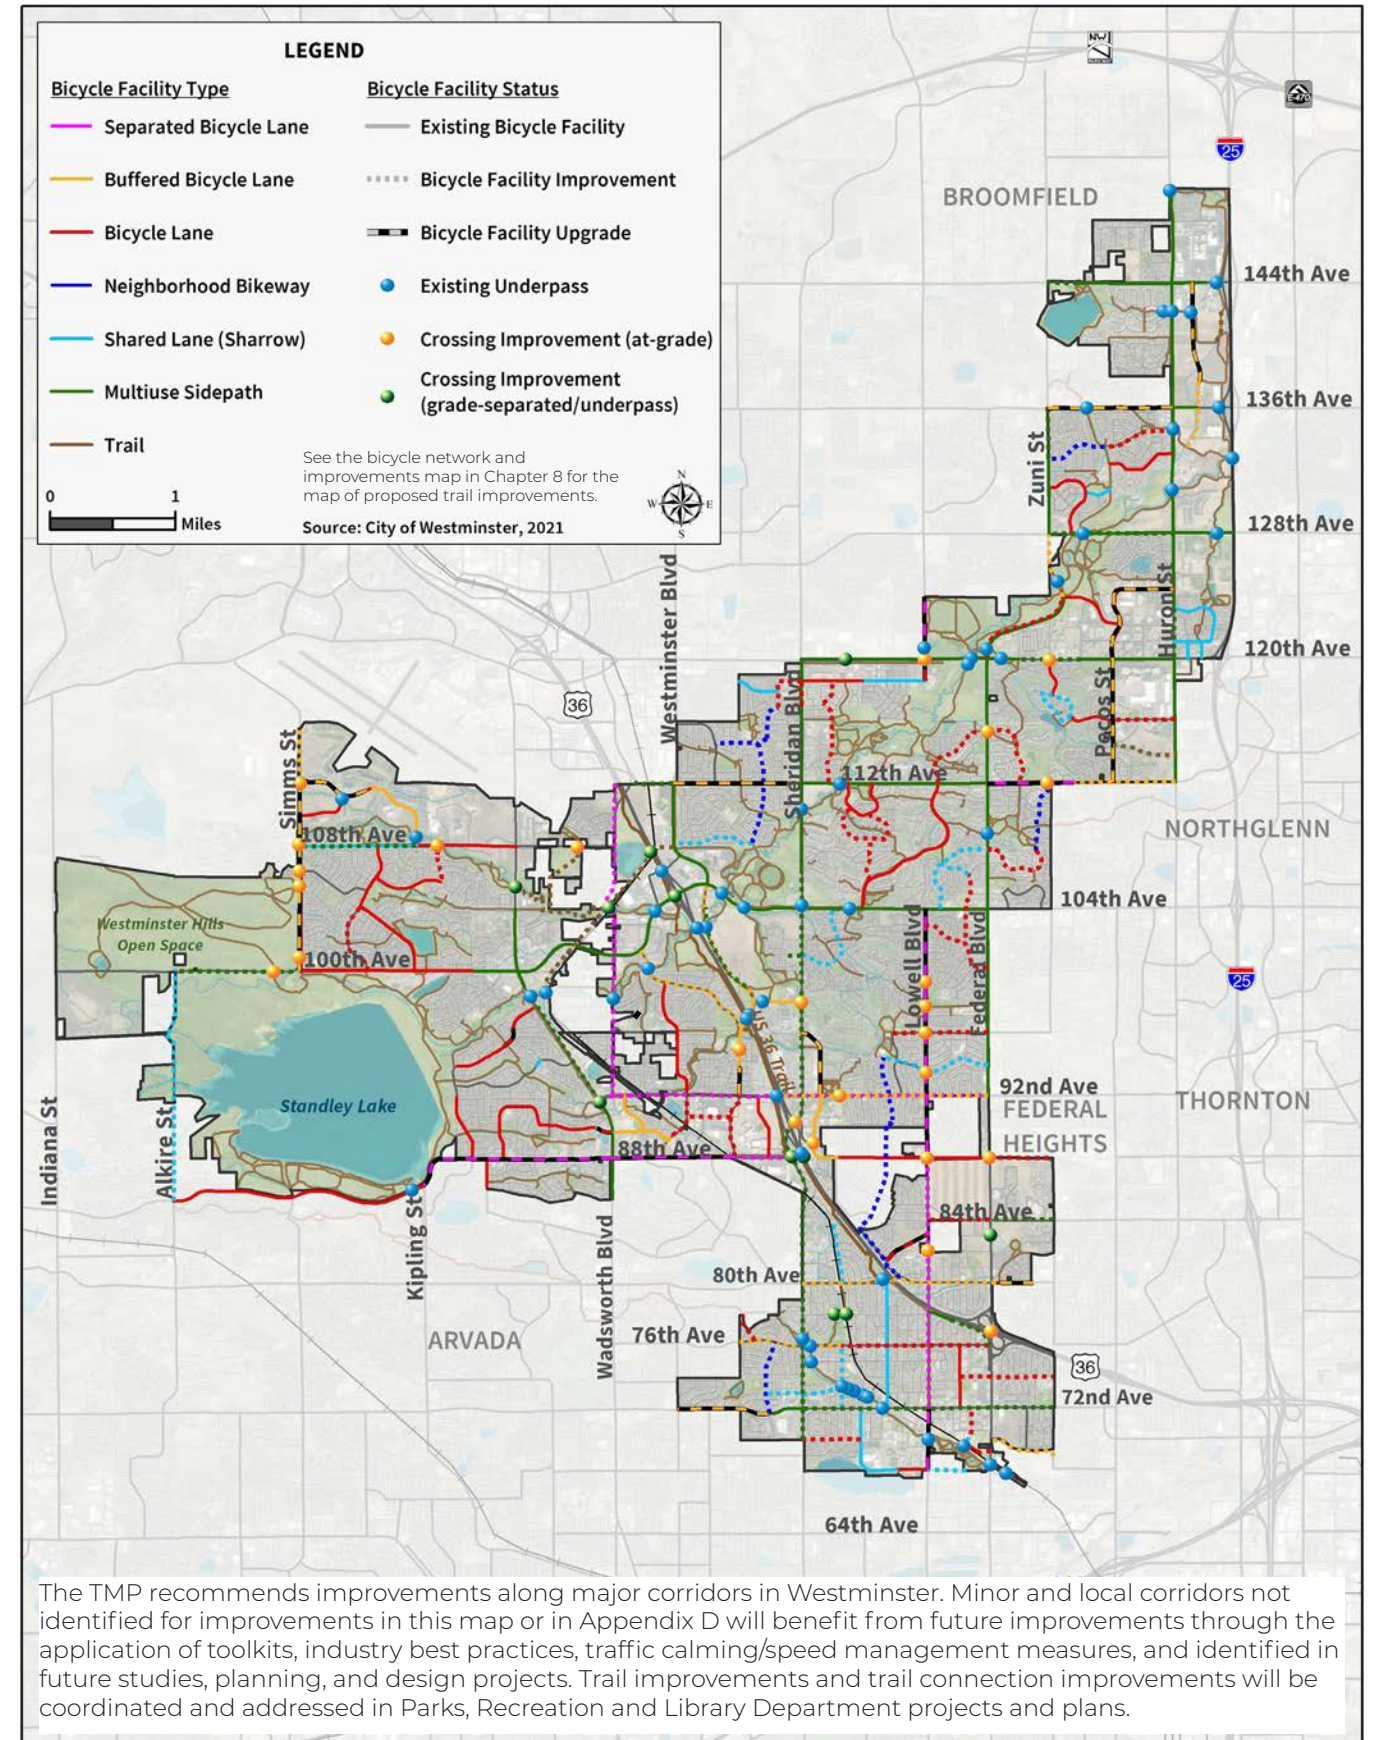 LEGEND
Bicycle Facility Type
Separated Bicycle Lane
Buffered Bicycle Lane
Bicycle Lane
Neighborhood Bikeway
Shared Lane (Sharrow)
Multiuse Sidepath
Trail
Bicycle Facility Status
Existing Bicycle Facility
Bicycle Facility Improvement
Bicycle Facility Upgrade
Existing Underpass
Crossing Improvement (at-grade)
Crossing Improvement
(grade-separated/underpass)
See the bicycle network and
improvements map in Chapter 8 for the
map of proposed trail improvements.
Source: City of Westminster, 2021
0 1
Miles
N
W E
S
NW
E-470
25
BROOMFIELD
144th Ave
136th Ave
Zuni St
128th Ave
Huron St
120th Ave
Westminster Blvd
36
Sheridan Blvd
Pecos St
112th Ave
Simms St
108th Ave
NORTHGLENN
Westminster Hills
Open Space
104th Ave
100th Ave
Lowell Blvd
Federal Blvd
25
US 36 Trail
92nd Ave
FEDERAL
HEIGHTS
THORNTON
Standley Lake
Indiana St
Alkire St
88th Ave
Kipling St
84th Ave
Wadsworth Blvd
80th Ave
ARVADA
76th Ave
36
72nd Ave
64th Ave
The TMP recommends improvements along major corridors in Westminster. Minor and local corridors not
identified for improvements in this map or in Appendix D will benefit from future improvements through the
application of toolkits, industry best practices, traffic calming/speed management measures, and identified in
future studies, planning, and design projects. Trail improvements and trail connection improvements will be
coordinated and addressed in Parks, Recreation and Library Department projects and plans.